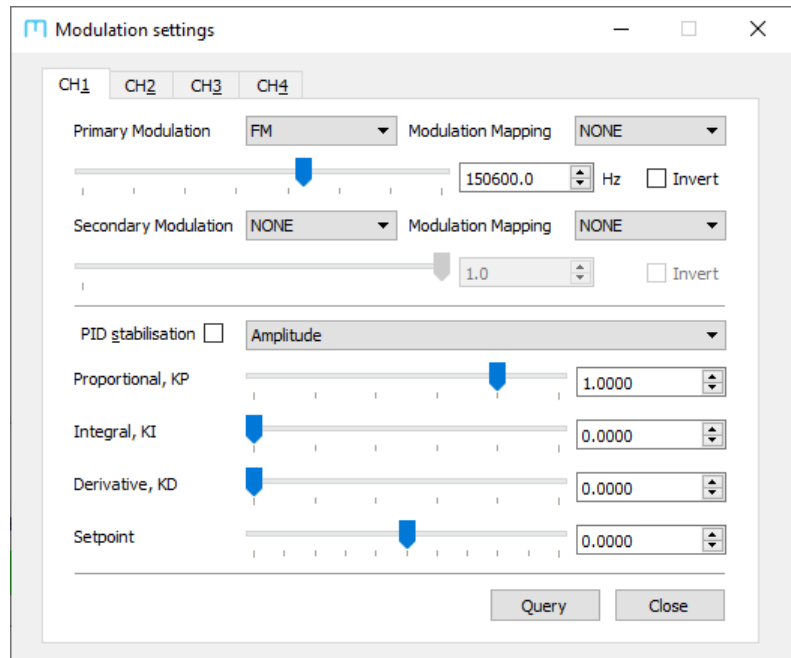 Modulation settings
CH1 CH2 CH3 CH4
Primary Modulation FM Modulation Mapping NONE
150600.0 Hz Invert
Secondary Modulation NONE Modulation Mapping NONE
1.0 Invert
PID stabilisation Amplitude
Proportional, KP 1.0000
Integral, KI 0.0000
Derivative, KD 0.0000
Setpoint 0.0000
Query Close